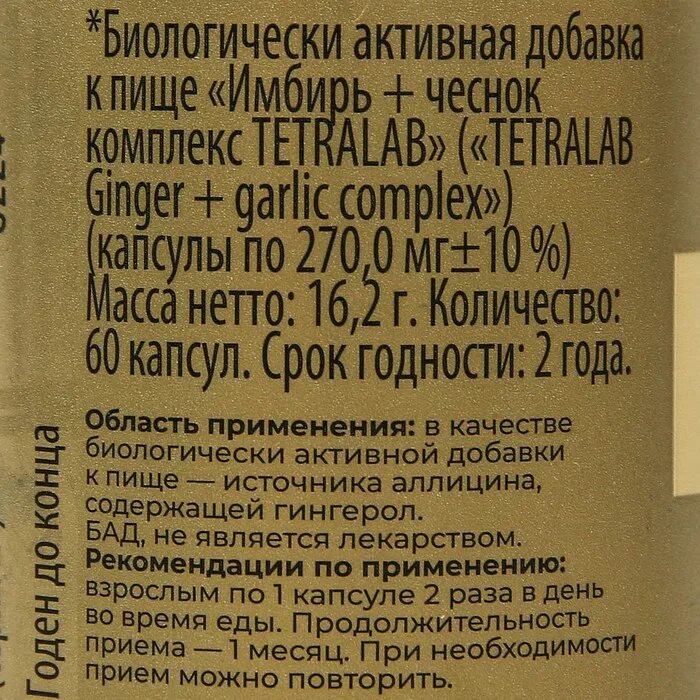 *Биологически активная добавка
к пище «Имбирь + чеснок
комплекс TETRALAB» («TETRALAB
Ginger + garlic complex»)
(капсулы по 270,0 мг±10 %)
Масса нетто: 16,2 г. Количество:
60 капсул. Срок годности: 2 года.
Область применения: в качестве
биологически активной добавки
к пище — источника аллицина,
содержащей гингерол.
БАД, не является лекарством.
Рекомендации по применению:
взрослым по 1 капсуле 2 раза в день
во время еды. Продолжительность
приема — 1 месяц. При необходимости
прием можно повторить.
Годен до конца